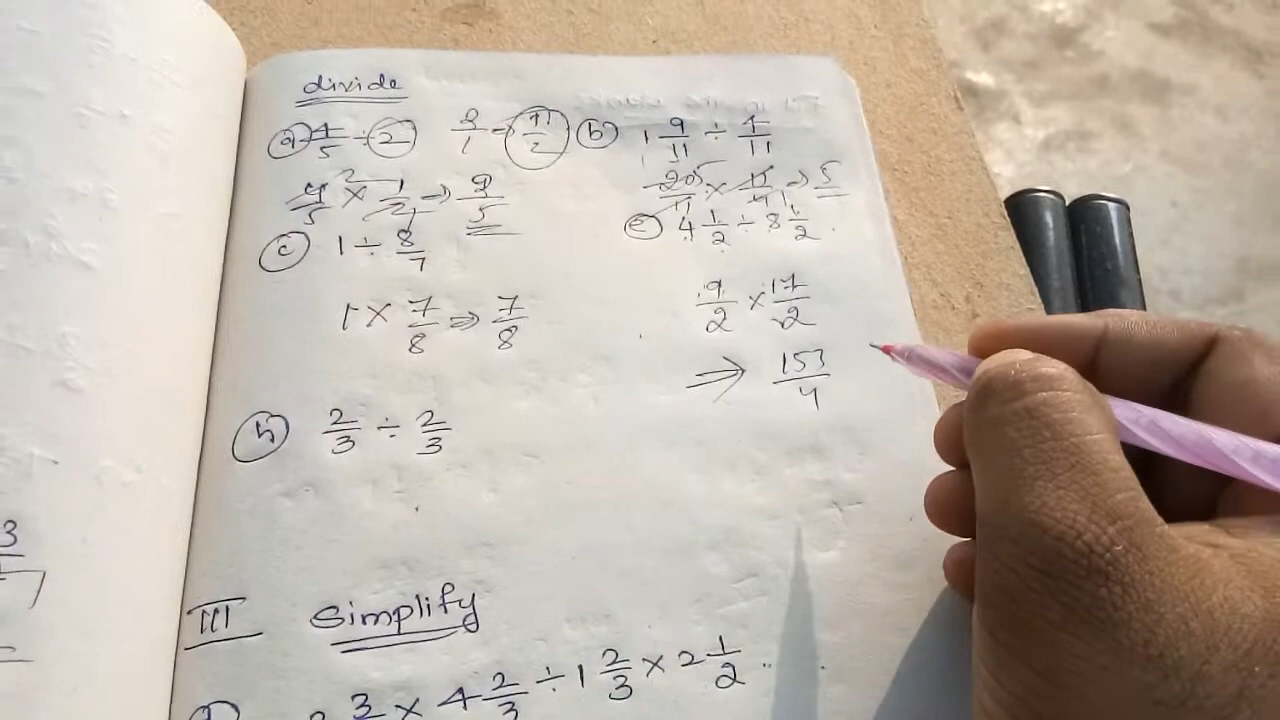 divide
(a) 4/5 ÷ 2 2/1 → 1/2 (b) 1 9/11 ÷ 4/11
4/5 × 1/2 → 2/5 20/11 × 11/4 → 5
(c) 1 ÷ 8/7 (e) 4 1/2 ÷ 8 1/2
1 × 7/8 ⇒ 7/8 9/2 × 17/2
⇒ 153/4
(h) 2/3 ÷ 2/3
III Simplify
3/ × 4 2/3 ÷ 1 2/3 × 2 1/2
3